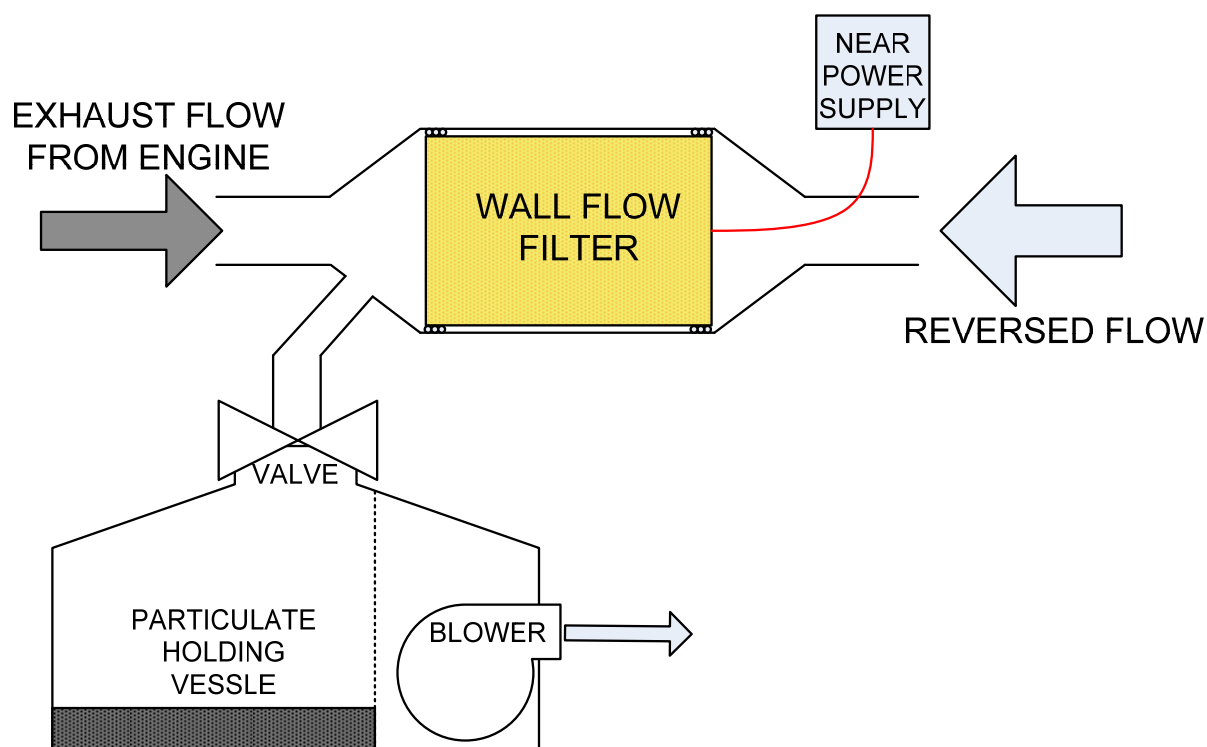 NEAR
POWER
SUPPLY
EXHAUST FLOW
FROM ENGINE
WALL FLOW
FILTER
REVERSED FLOW
VALVE
PARTICULATE
HOLDING
VESSLE
BLOWER